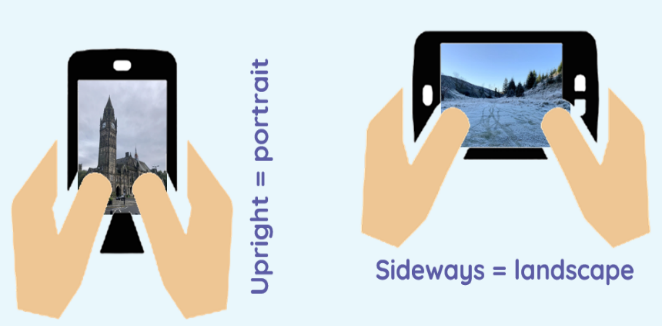 Upright = portrait
Sideways = landscape